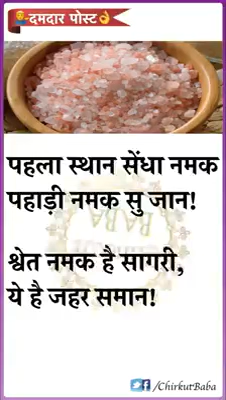 दमदार पोस्ट
पहला स्थान सेंधा नमक
पहाड़ी नमक सु जान!
श्वेत नमक है सागरी,
ये है जहर समान!
f /ChirkutBaba